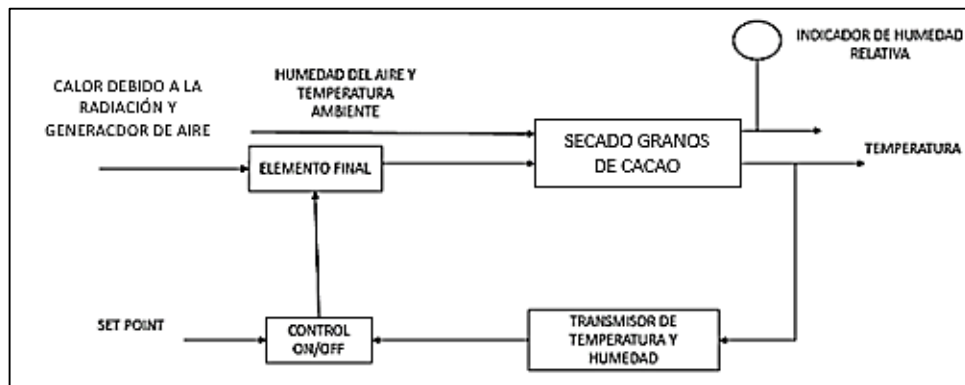 INDICADOR DE HUMEDAD
RELATIVA
HUMEDAD DEL AIRE Y
TEMPERATURA
AMBIENTE
CALOR DEBIDO A LA
RADIACIÓN Y
GENERACDOR DE AIRE
SECADO GRANOS
DE CACAO
TEMPERATURA
ELEMENTO FINAL
SET POINT
CONTROL
ON/OFF
TRANSMISOR DE
TEMPERATURA Y
HUMEDAD